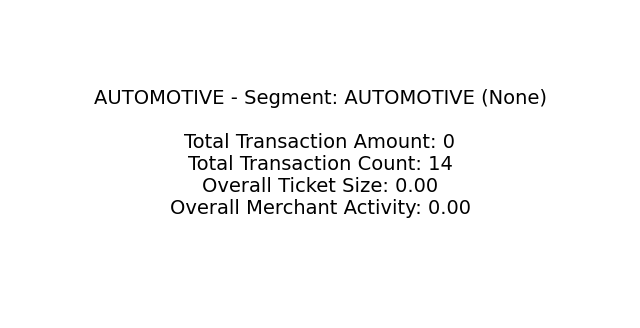 AUTOMOTIVE - Segment: AUTOMOTIVE (None)
Total Transaction Amount: 0
Total Transaction Count: 14
Overall Ticket Size: 0.00
Overall Merchant Activity: 0.00